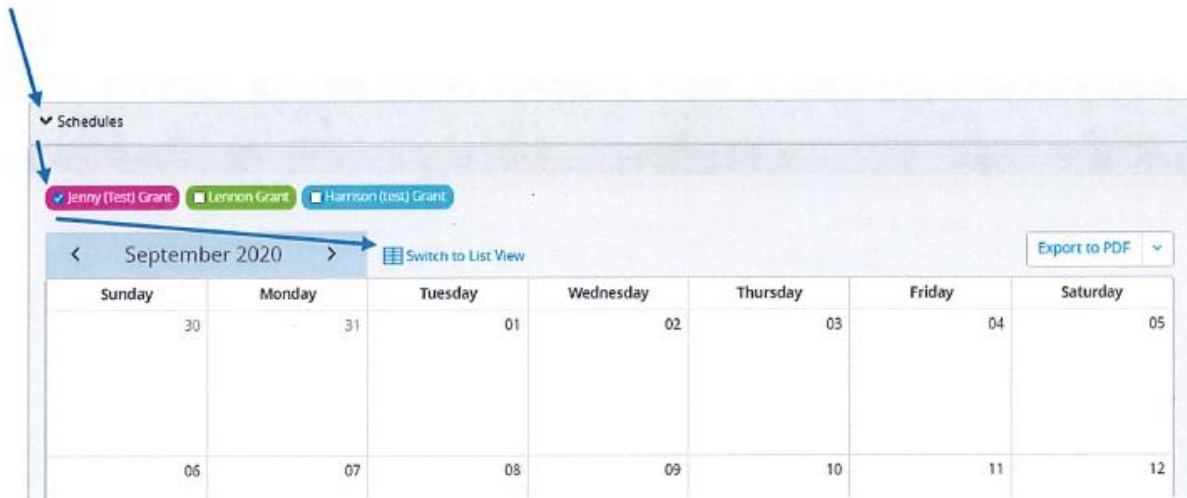 Schedules
Jenny (Test) Grant Lennon Grant Harrison (test) Grant
< September 2020 > Switch to List View Export to PDF
Sunday Monday Tuesday Wednesday Thursday Friday Saturday
30 31 01 02 03 04 05
06 07 08 09 10 11 12